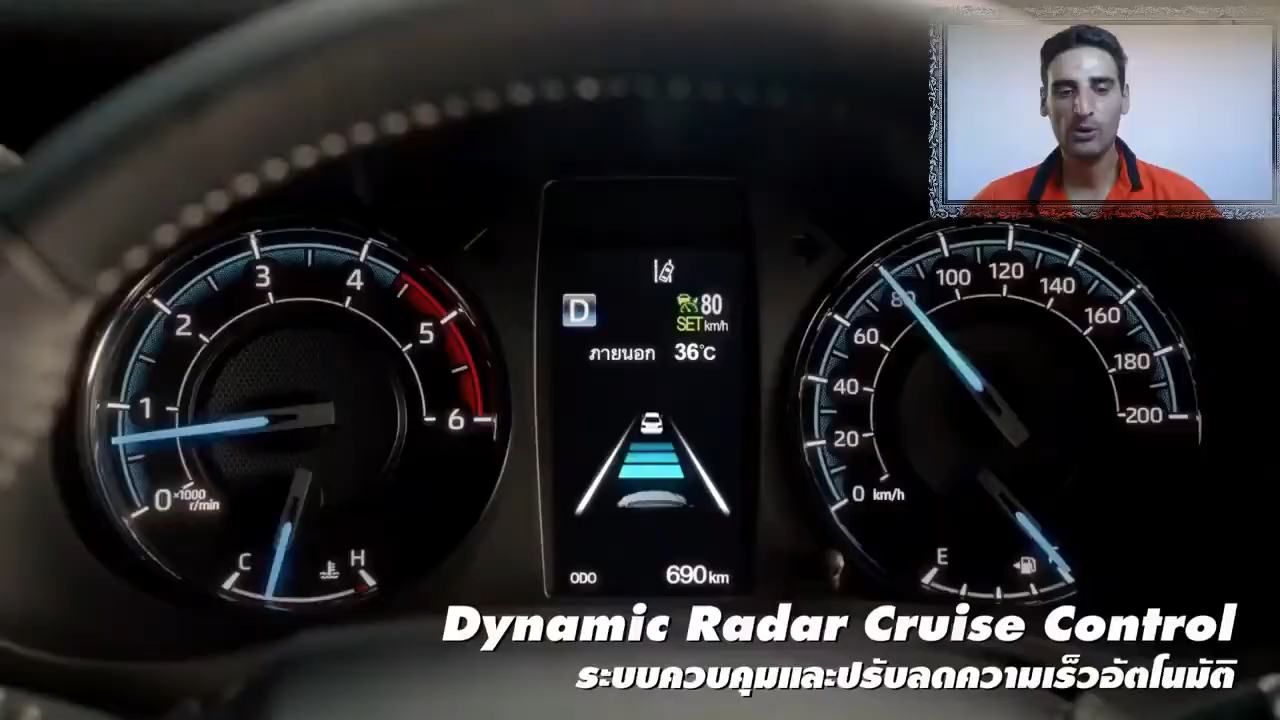 3
4
2
5
1
6
0
×1000
r/min
C
H
D
80
SET km/h
ภายนอก 36°C
ODO 690 km
0 km/h
20
40
60
80
100
120
140
160
180
200
E
Dynamic Radar Cruise Control
ระบบควบคุมและปรับลดความเร็วอัตโนมัติ